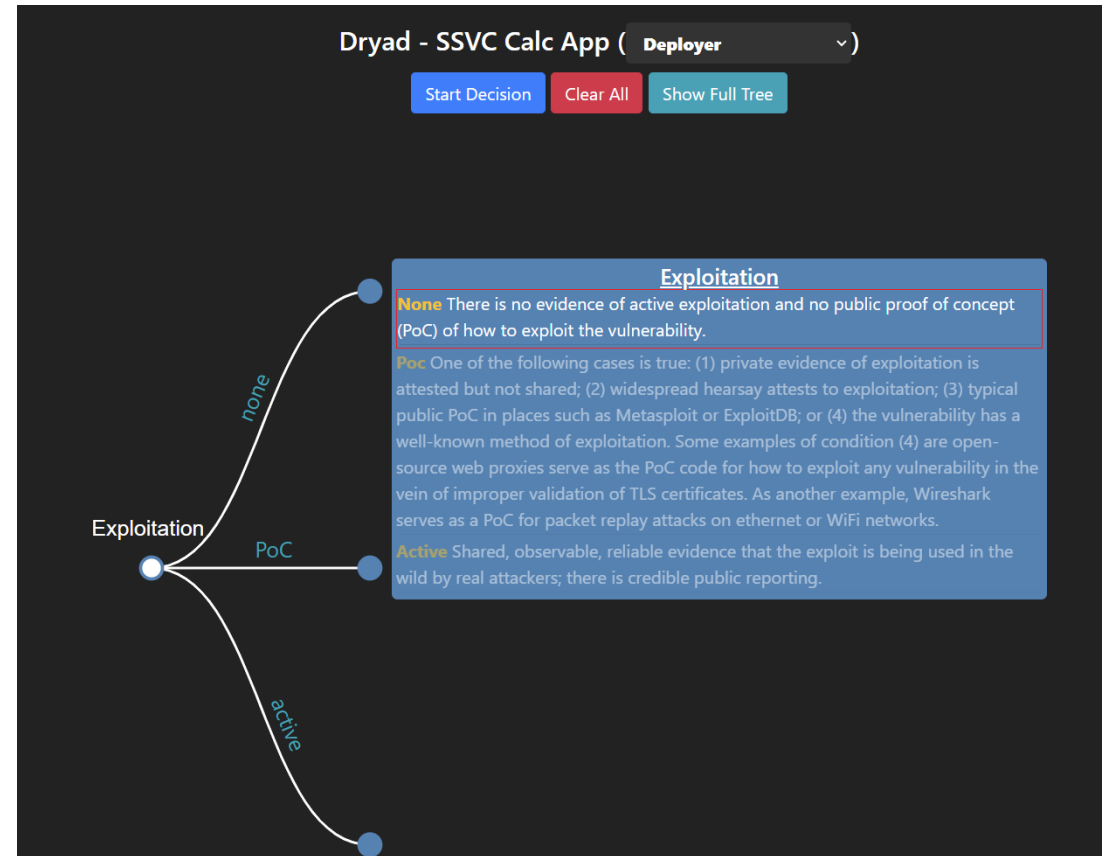 Dryad - SSVC Calc App ( Deployer )
Start Decision Clear All Show Full Tree
Exploitation
None There is no evidence of active exploitation and no public proof of concept
(PoC) of how to exploit the vulnerability.
Poc One of the following cases is true: (1) private evidence of exploitation is
attested but not shared; (2) widespread hearsay attests to exploitation; (3) typical
public PoC in places such as Metasploit or ExploitDB; or (4) the vulnerability has a
well-known method of exploitation. Some examples of condition (4) are open-
source web proxies serve as the PoC code for how to exploit any vulnerability in the
vein of improper validation of TLS certificates. As another example, Wireshark
serves as a PoC for packet replay attacks on ethernet or WiFi networks.
Active Shared, observable, reliable evidence that the exploit is being used in the
wild by real attackers; there is credible public reporting.
none
Exploitation
PoC
active